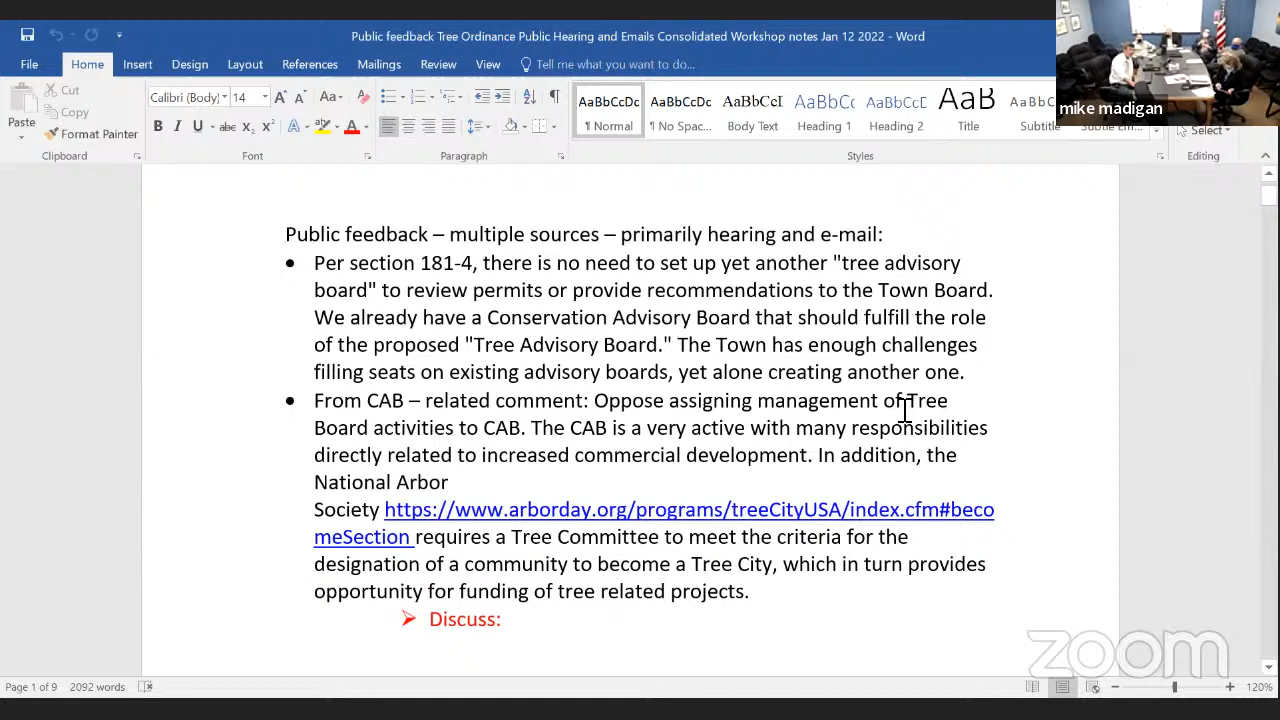 Public feedback Tree Ordinance Public Hearing and Emails Consolidated Workshop notes Jan 12 2022 - Word
File Home Insert Design Layout References Mailings Review View Tell me what you want to do...
mike madigan
Paste
Cut
Copy
Format Painter
Calibri (Body) 14
Aa
B I U abc x2 x2 A A
AaBbCcDc AaBbCcDc AaBbCcI AaBbCc AaBbCcDc AaB AaBbCc
¶ Normal ¶ No Spac... Body Text Heading 1 Heading 2 Title Subtitle Subtle Em...
Select
Clipboard Font Paragraph Styles Editing
Public feedback – multiple sources – primarily hearing and e-mail:
• Per section 181-4, there is no need to set up yet another "tree advisory
board" to review permits or provide recommendations to the Town Board.
We already have a Conservation Advisory Board that should fulfill the role
of the proposed "Tree Advisory Board." The Town has enough challenges
filling seats on existing advisory boards, yet alone creating another one.
• From CAB – related comment: Oppose assigning management of Tree
Board activities to CAB. The CAB is a very active with many responsibilities
directly related to increased commercial development. In addition, the
National Arbor
Society https://www.arborday.org/programs/treeCityUSA/index.cfm#beco
meSection requires a Tree Committee to meet the criteria for the
designation of a community to become a Tree City, which in turn provides
opportunity for funding of tree related projects.
➢ Discuss:
zoom
Page 1 of 9 2092 words
120%